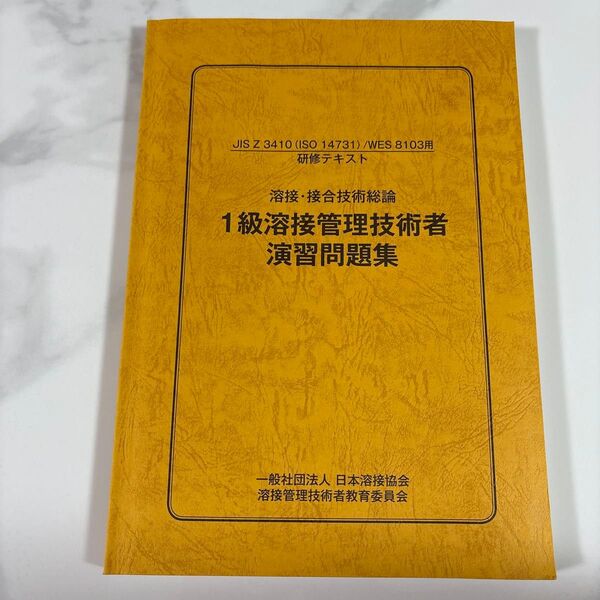 JIS Z 3410 (ISO 14731) /WES 8103用
研修テキスト
溶接・接合技術総論
1級溶接管理技術者
演習問題集
一般社団法人 日本溶接協会
溶接管理技術者教育委員会